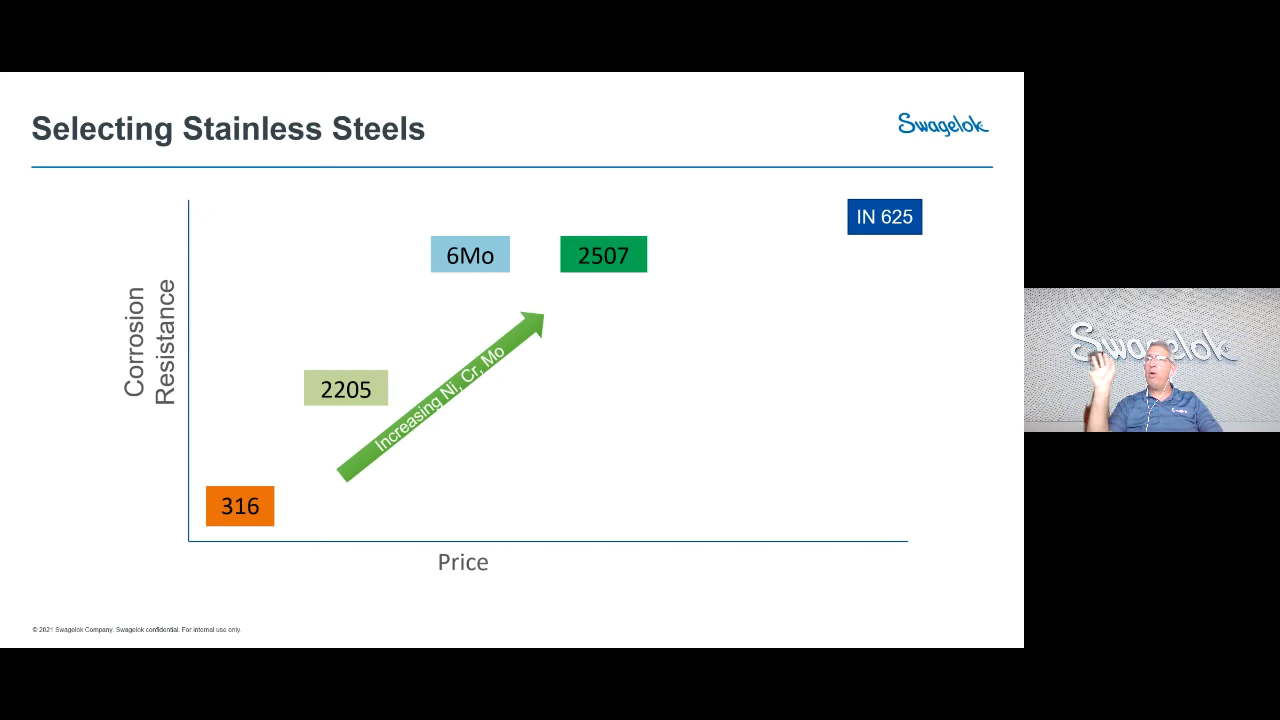 Selecting Stainless Steels
Swagelok
IN 625
6Mo
2507
Corrosion
Resistance
2205
Increasing Ni, Cr, Mo
316
Price
© 2021 Swagelok Company. Swagelok confidential. For internal use only.
Swagelok